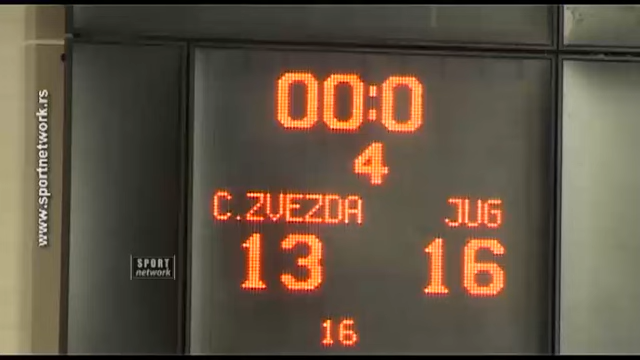 00:0
4
C.ZVEZDA JUG
13 16
16
www.sportnetwork.rs
SPORT
network